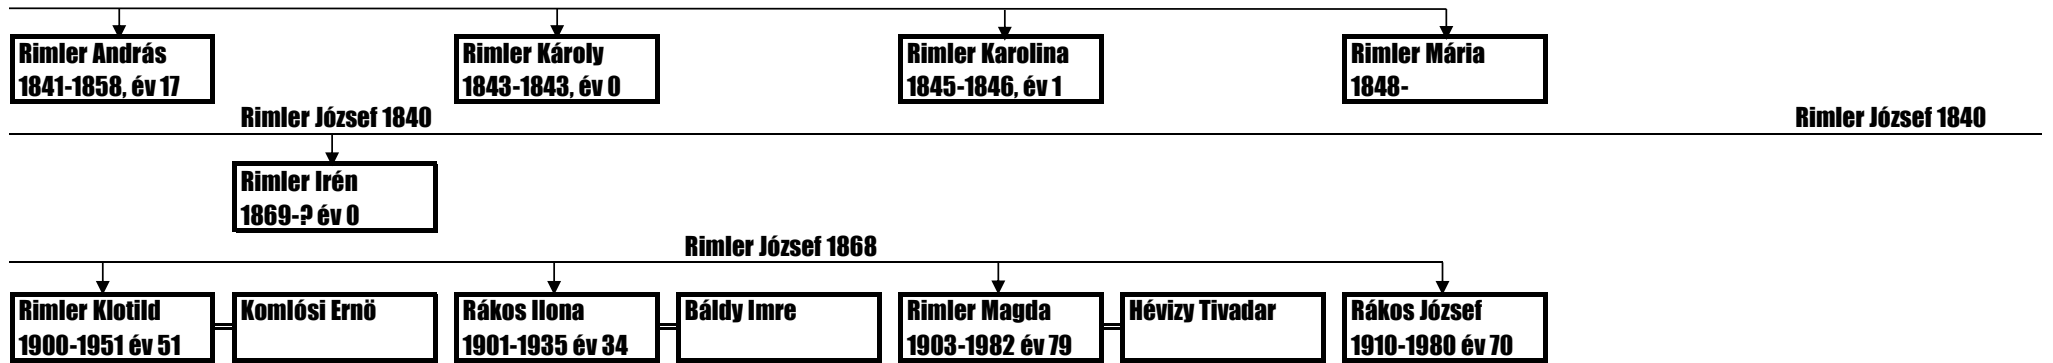 Rimler András
1841-1858, év 17
Rimler Károly
1843-1843, év 0
Rimler Karolina
1845-1846, év 1
Rimler Mária
1848-
Rimler József 1840
Rimler József 1840
Rimler Irén
1869-? év 0
Rimler József 1868
Rimler Klotild
1900-1951 év 51
Komlósi Ernö
Rákos Ilona
1901-1935 év 34
Báldy Imre
Rimler Magda
1903-1982 év 79
Hévizy Tivadar
Rákos József
1910-1980 év 70